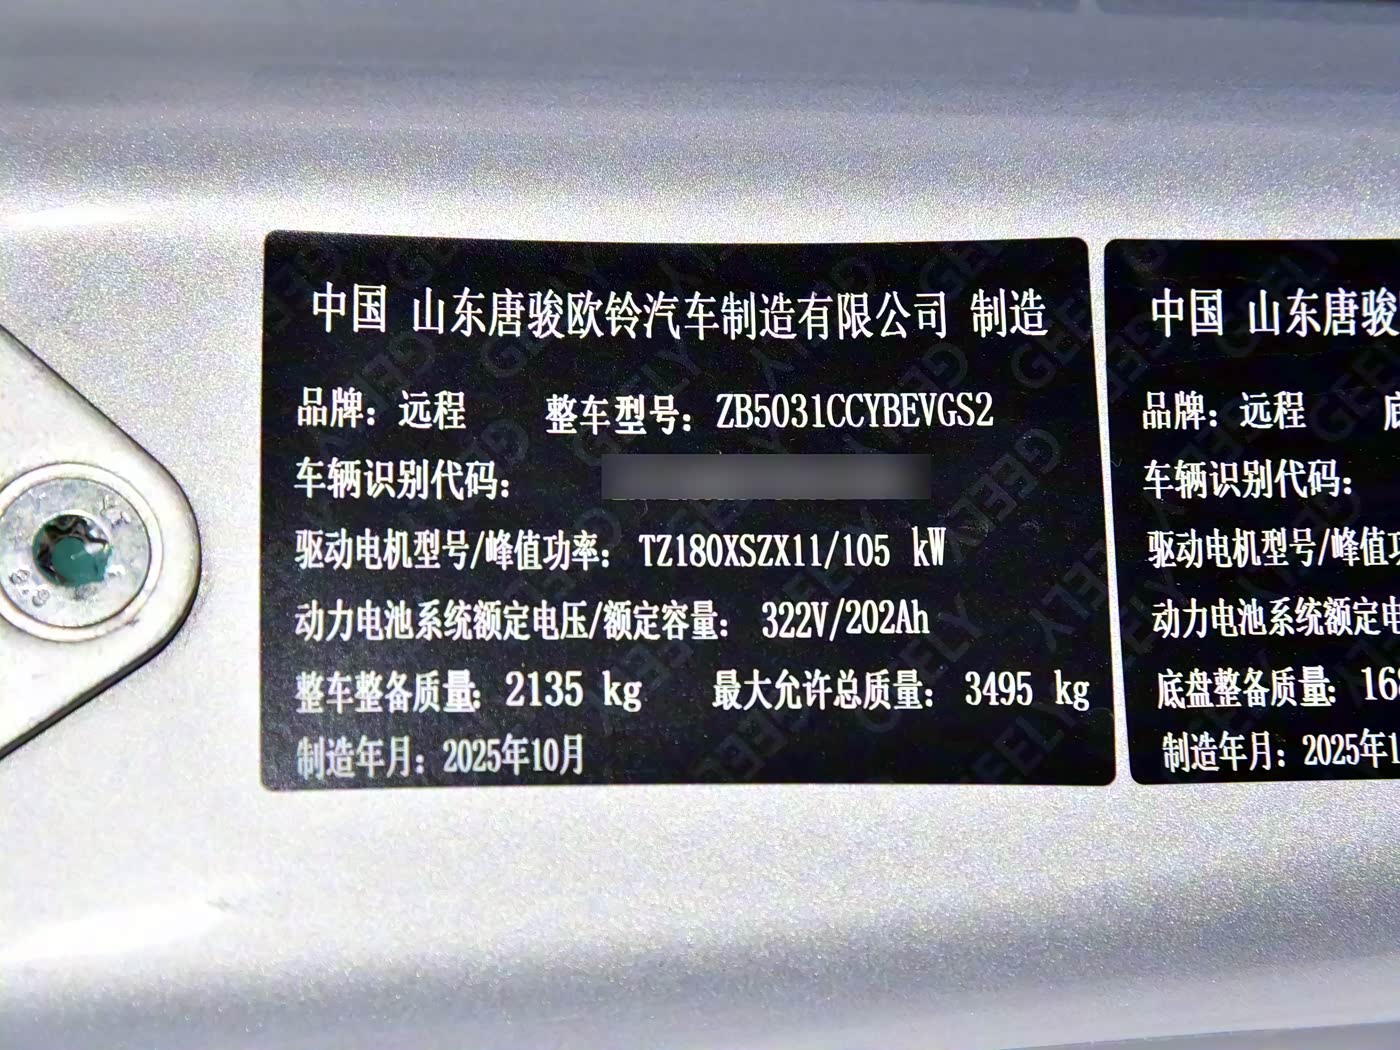 中国 山东唐骏欧铃汽车制造有限公司 制造
品牌：远程 整车型号：ZB5031CCYBEVGS2
车辆识别代码：
驱动电机型号/峰值功率：TZ180XSZX11/105 kW
动力电池系统额定电压/额定容量：322V/202Ah
整车整备质量：2135 kg 最大允许总质量：3495 kg
制造年月：2025年10月
中国 山东唐骏
品牌：远程
车辆识别代码：
驱动电机型号/峰值
动力电池系统额定
底盘整备质量：16
制造年月：2025年1
GEELY